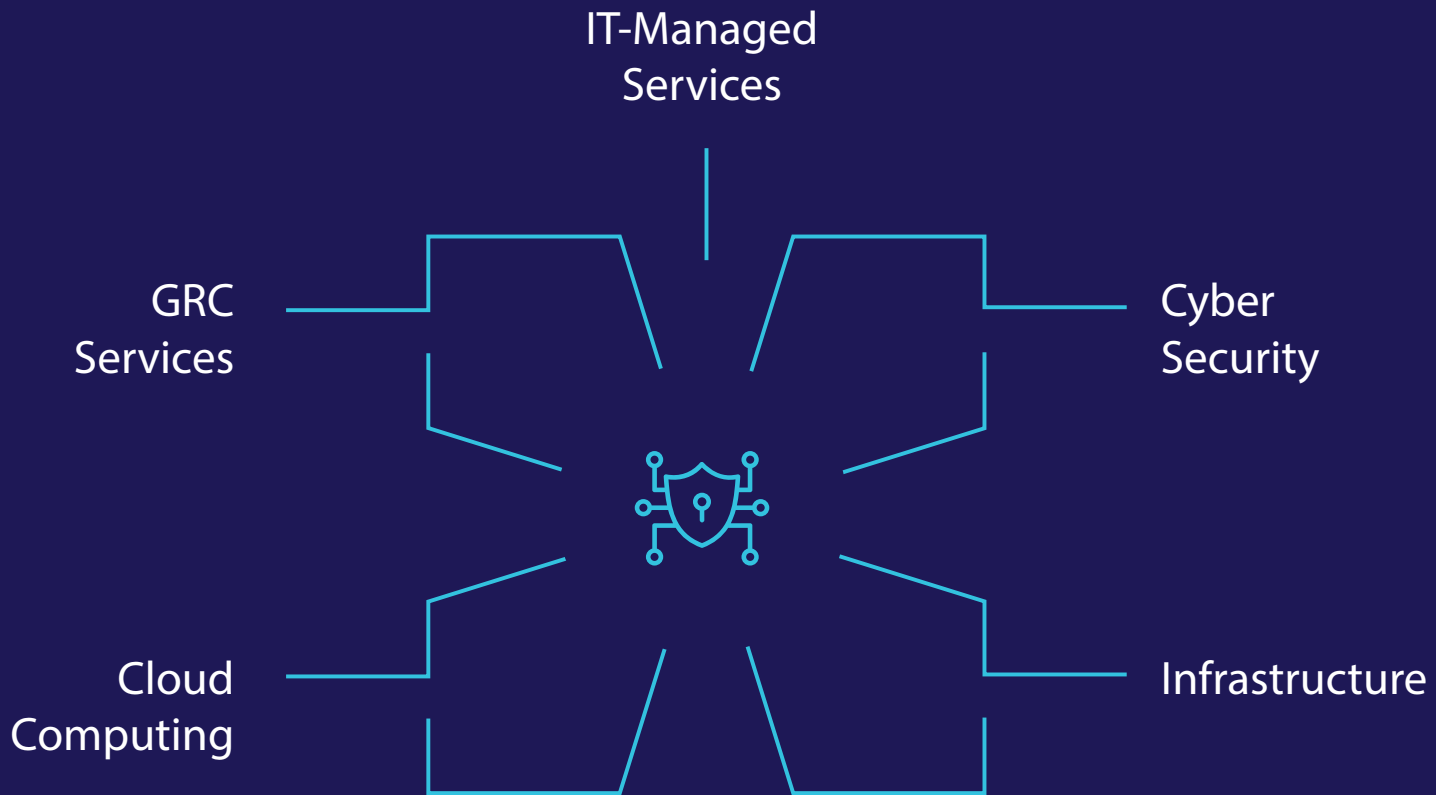 IT-Managed
Services
GRC
Services
Cyber
Security
Cloud
Computing
Infrastructure